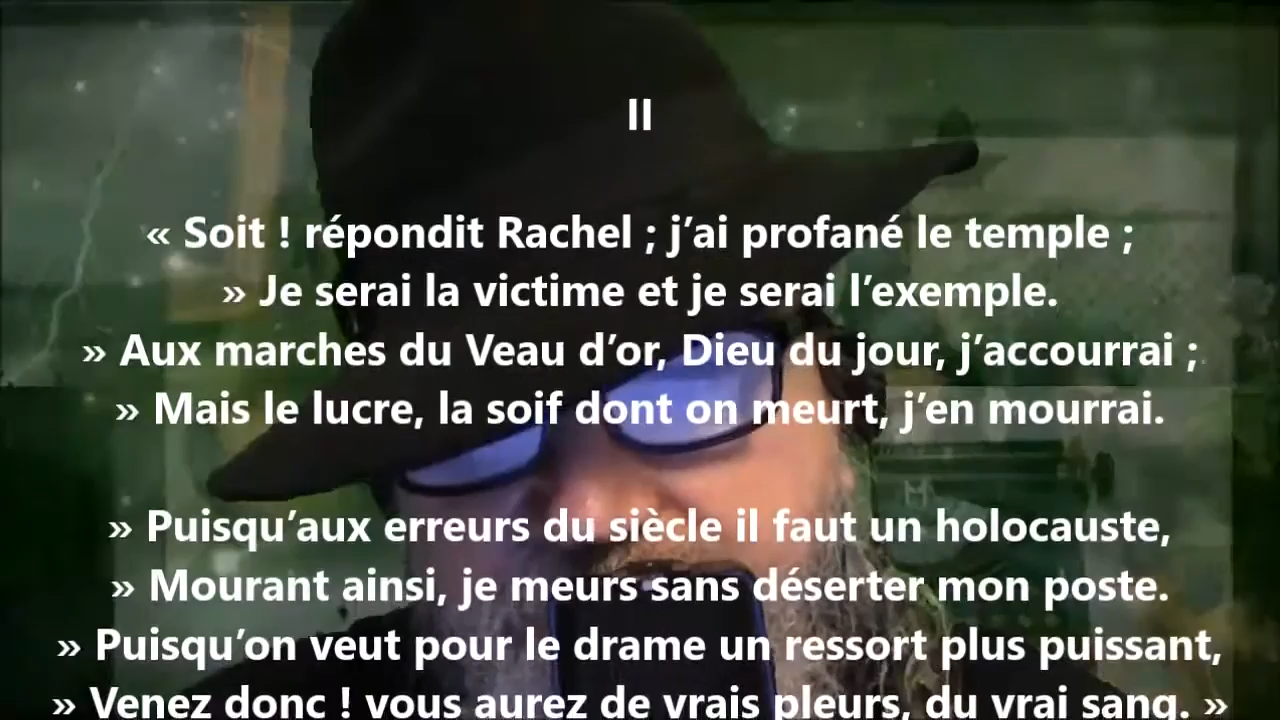 II
« Soit ! répondit Rachel ; j’ai profané le temple ;
» Je serai la victime et je serai l’exemple.
» Aux marches du Veau d’or, Dieu du jour, j’accourrai ;
» Mais le lucre, la soif dont on meurt, j’en mourrai.
» Puisqu’aux erreurs du siècle il faut un holocauste,
» Mourant ainsi, je meurs sans déserter mon poste.
» Puisqu’on veut pour le drame un ressort plus puissant,
» Venez donc ! vous aurez de vrais pleurs, du vrai sang. »